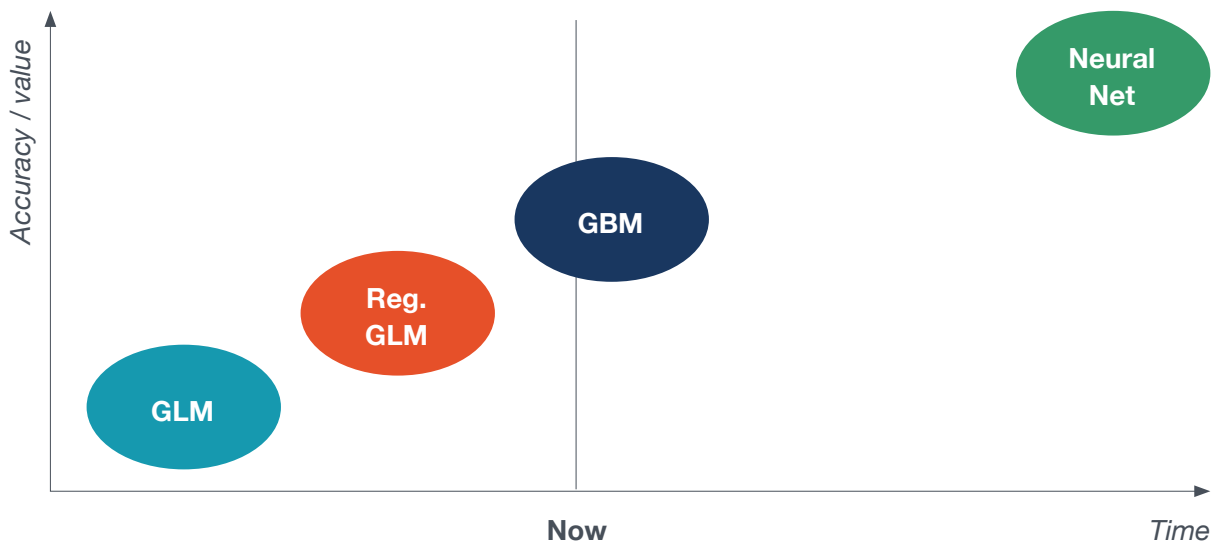 Accuracy / value
Neural
Net
GBM
Reg.
GLM
GLM
Now
Time